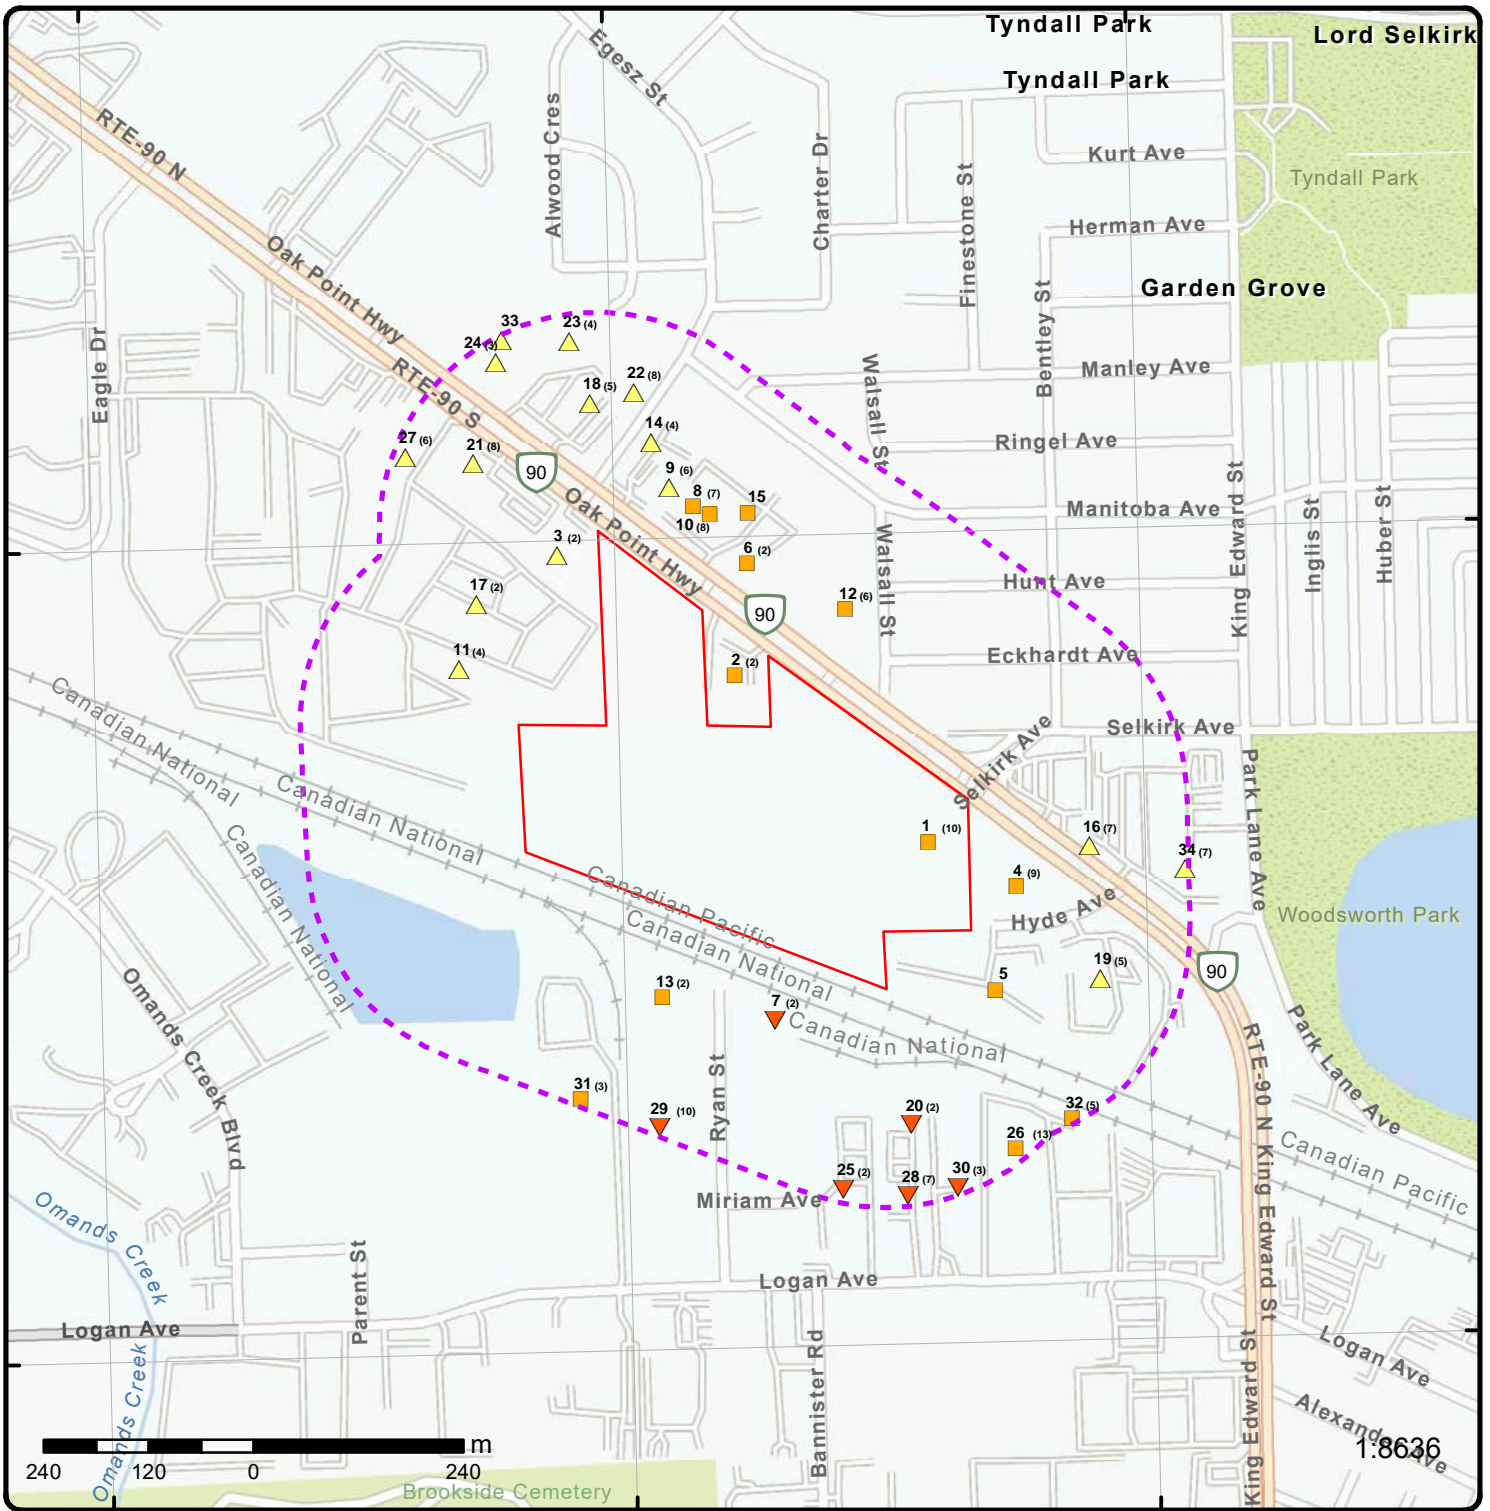 Tyndall Park
Lord Selkirk
Egesz St
Tyndall Park
RTE-90 N
Alwood Cres
Charter Dr
Finestone St
Kurt Ave
Tyndall Park
Herman Ave
Oak Point Hwy
Garden Grove
Bentley St
33
23 (4)
24 (3)
Eagle Dr
RTE-90 S
Walsall St
Manley Ave
18 (5)
22 (8)
14 (4)
Ringel Ave
27 (6)
21 (8)
90
9 (6)
8 (7)
15
10 (8)
Oak Point Hwy
Manitoba Ave
King Edward St
Inglis St
Huber St
3 (2)
6 (2)
Walsall St
17 (2)
12 (6)
Hunt Ave
90
11 (4)
2 (2)
Eckhardt Ave
Canadian National
Canadian National
Canadian National
Selkirk Ave
Selkirk Ave
Park Lane Ave
1 (10)
16 (7)
34 (7)
4 (9)
Canadian National
Canadian Pacific
Canadian National
Hyde Ave
Woodsworth Park
90
19 (5)
5
13 (2)
7 (2)
Canadian National
Omands Creek Blvd
Park Lane Ave
RTE-90 N King Edward St
31 (3)
29 (10)
Ryan St
20 (2)
32 (5)
26 (13)
Canadian Pacific
25 (2)
28 (7)
30 (3)
Miriam Ave
Omands Creek
Parent St
Logan Ave
Logan Ave
Bannister Rd
King Edward St
Logan Ave
Omands Creek
Alexander Ave
1:8636
m
240 120 0 240
Brookside Cemetery